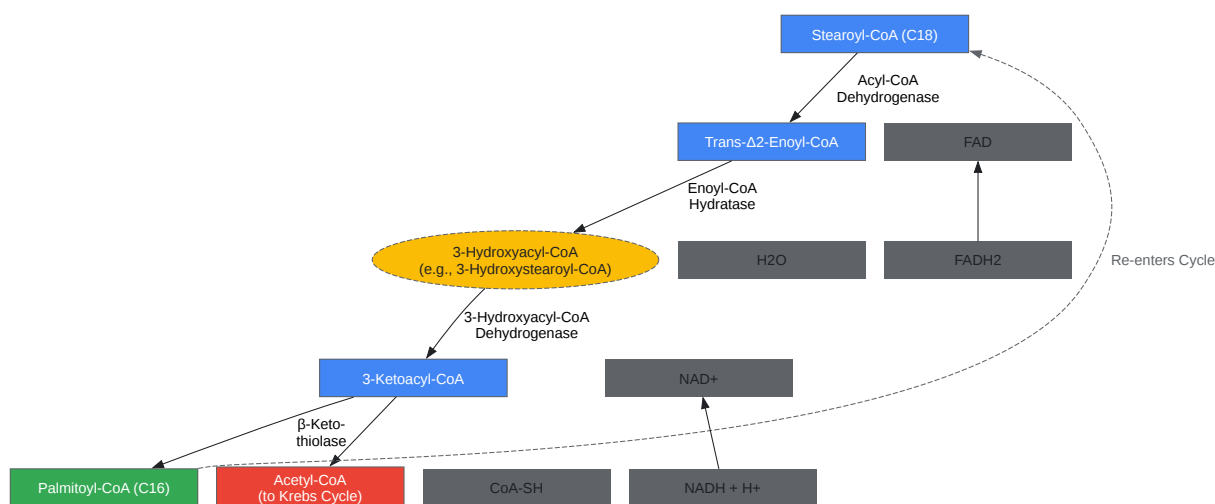 Stearoyl-CoA (C18)
Acyl-CoA
Dehydrogenase
Trans-Δ2-Enoyl-CoA
FAD
Enoyl-CoA
Hydratase
3-Hydroxyacyl-CoA
(e.g., 3-Hydroxystearoyl-CoA)
H2O
FADH2
Re-enters Cycle
3-Hydroxyacyl-CoA
Dehydrogenase
3-Ketoacyl-CoA
NAD+
β-Keto-
thiolase
Palmitoyl-CoA (C16)
Acetyl-CoA
(to Krebs Cycle)
CoA-SH
NADH + H+